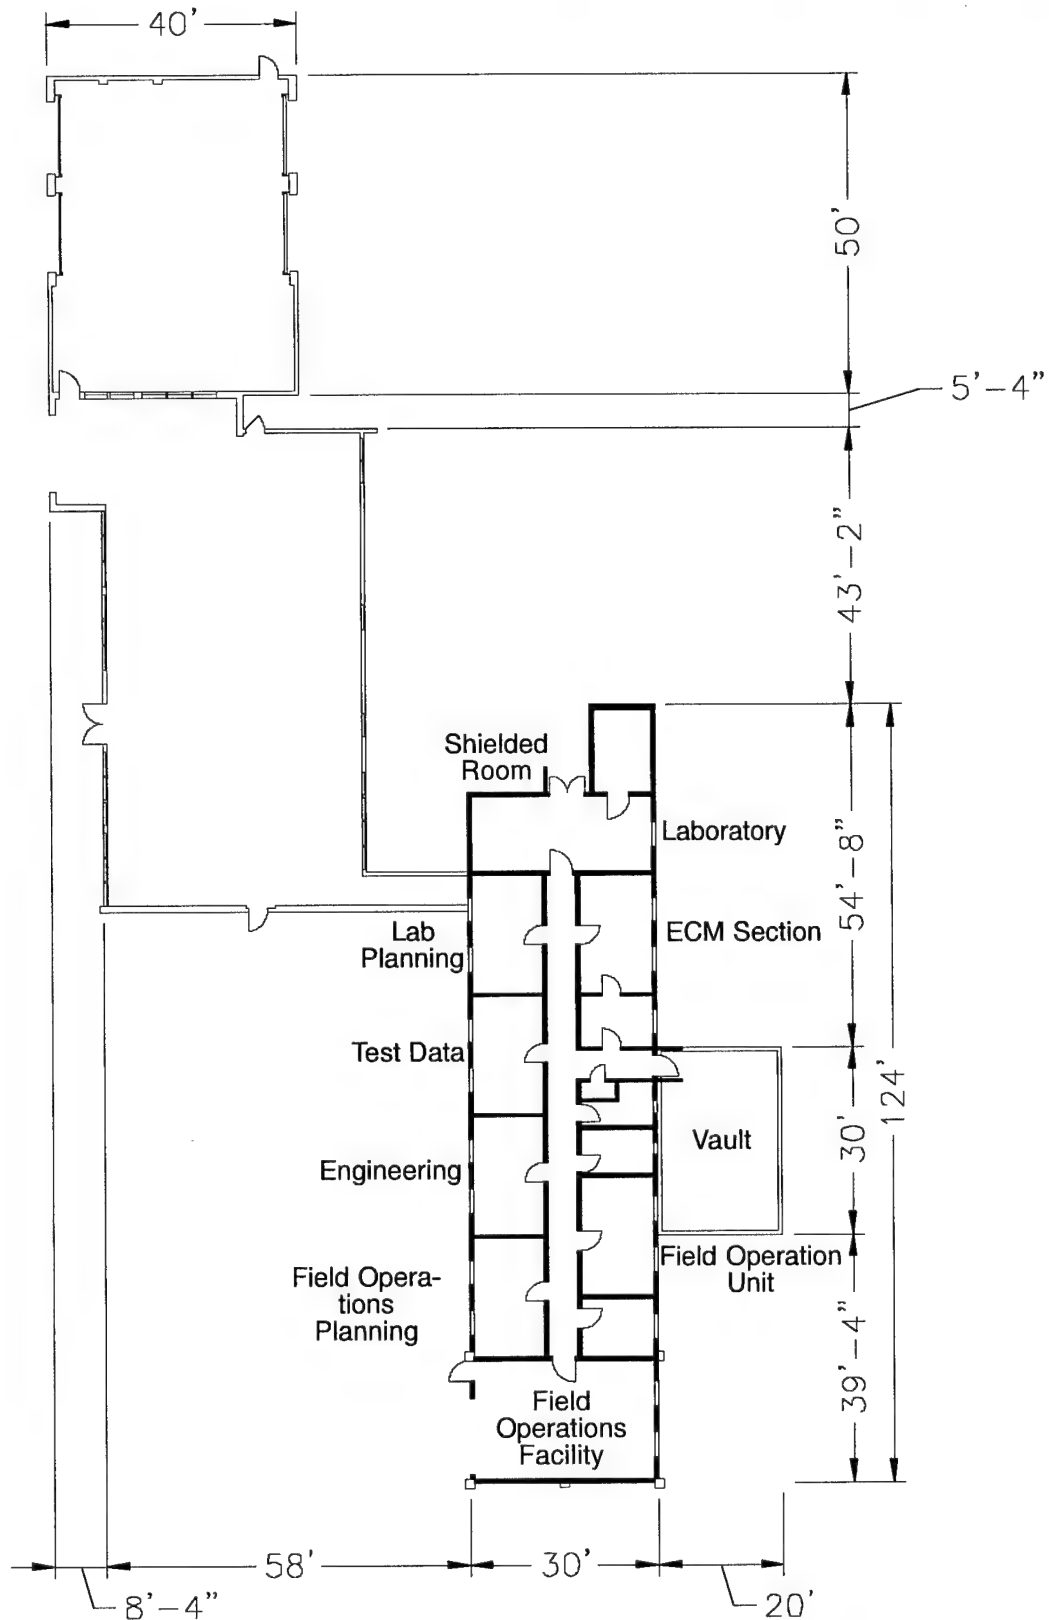 40'
50'
5'-4"
43'-2"
Shielded
Room
Laboratory
54'-8"
Lab
Planning
ECM Section
Test Data
124'
Vault
30'
Engineering
Field Operation
Unit
Field Opera-
tions
Planning
39'-4"
Field
Operations
Facility
58'
30'
8'-4"
20'